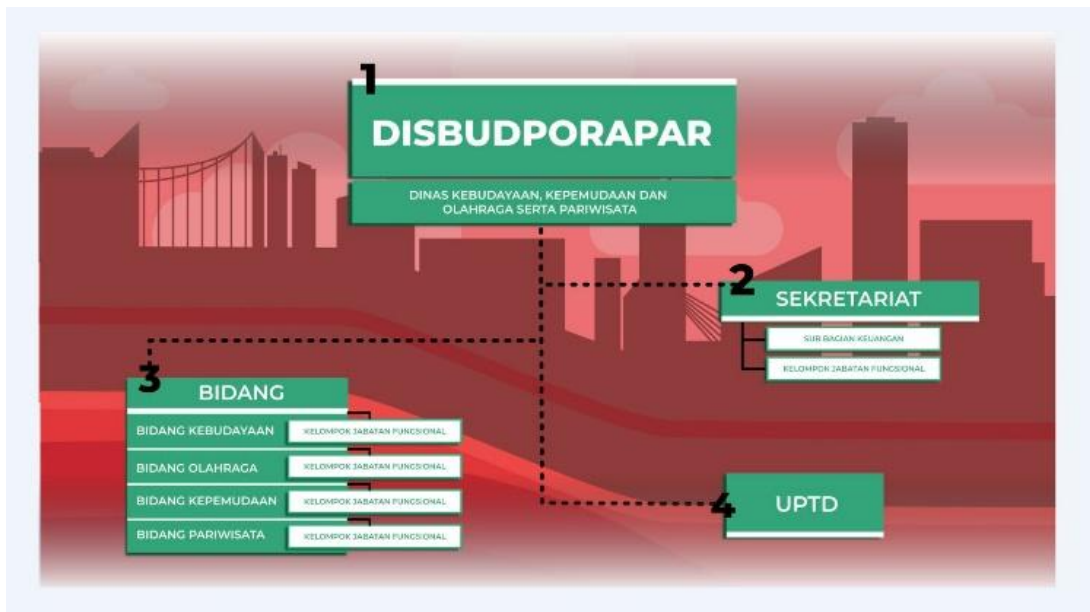 1
DISBUDPORAPAR
DINAS KEBUDAYAAN, KEPEMUDAAN DAN
OLAHRAGA SERTA PARIWISATA
2
SEKRETARIAT
SUB BAGIAN KEUANGAN
KELOMPOK JABATAN FUNGSIONAL
3
BIDANG
BIDANG KEBUDAYAAN
KELOMPOK JABATAN FUNGSIONAL
BIDANG OLAHRAGA
KELOMPOK JABATAN FUNGSIONAL
BIDANG KEPEMUDAAN
KELOMPOK JABATAN FUNGSIONAL
BIDANG PARIWISATA
KELOMPOK JABATAN FUNGSIONAL
4
UPTD